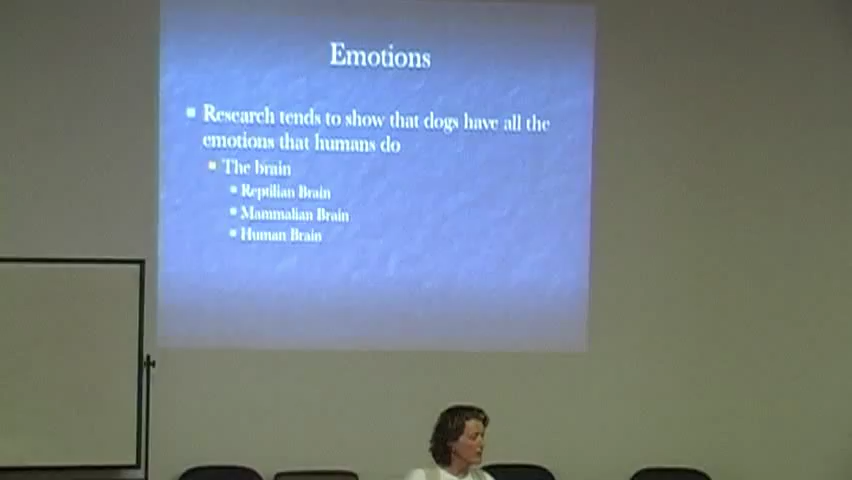 Emotions
Research tends to show that dogs have all the
emotions that humans do
The brain
Reptilian Brain
Mammalian Brain
Human Brain